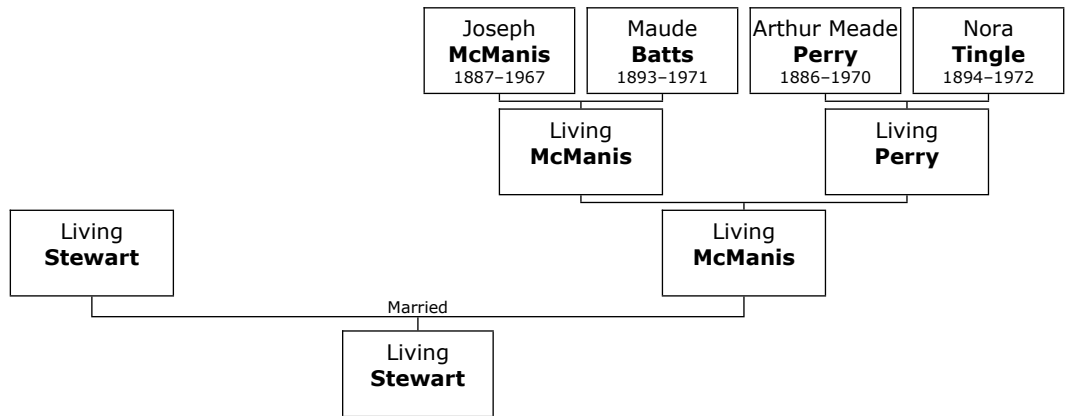 Joseph
McManis
1887–1967
Maude
Batts
1893–1971
Arthur Meade
Perry
1886–1970
Nora
Tingle
1894–1972
Living
McManis
Living
Perry
Living
Stewart
Living
McManis
Married
Living
Stewart